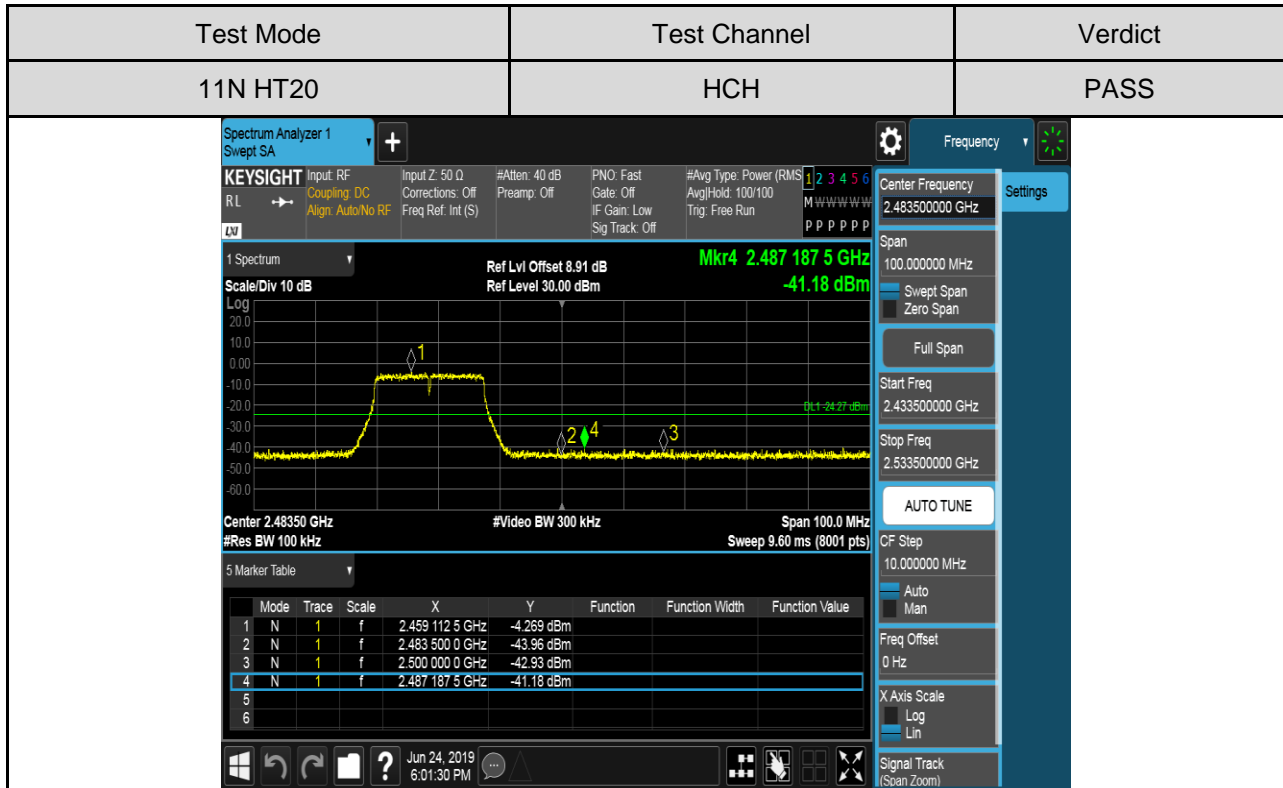 Test Mode Test Channel Verdict
11N HT20 HCH PASS
Spectrum Analyzer 1
Swept SA
+
Frequency
KEYSIGHT
RL
LXI
Input: RF
Coupling: DC
Align: Auto/No RF
Input Z: 50 Ω
Corrections: Off
Freq Ref: Int (S)
#Atten: 40 dB
Preamp: Off
PNO: Fast
Gate: Off
IF Gain: Low
Sig Track: Off
#Avg Type: Power (RMS
Avg|Hold: 100/100
Trig: Free Run
1 2 3 4 5 6
M W W W W W
P P P P P P
Center Frequency
2.483500000 GHz
Settings
Span
100.000000 MHz
Swept Span
Zero Span
Full Span
Start Freq
2.433500000 GHz
Stop Freq
2.533500000 GHz
AUTO TUNE
CF Step
10.000000 MHz
Auto
Man
Freq Offset
0 Hz
X Axis Scale
Log
Lin
Signal Track
(Span Zoom)
1 Spectrum
Scale/Div 10 dB
Ref Lvl Offset 8.91 dB
Ref Level 30.00 dBm
Mkr4 2.487 187 5 GHz
-41.18 dBm
Log
20.0
10.0
0.00
-10.0
-20.0
-30.0
-40.0
-50.0
-60.0
1
2
4
3
DL1 -24.27 dBm
Center 2.48350 GHz
#Res BW 100 kHz
#Video BW 300 kHz
Span 100.0 MHz
Sweep 9.60 ms (8001 pts)
5 Marker Table
Mode Trace Scale X Y Function Function Width Function Value
1 N 1 f 2.459 112 5 GHz -4.269 dBm
2 N 1 f 2.483 500 0 GHz -43.96 dBm
3 N 1 f 2.500 000 0 GHz -42.93 dBm
4 N 1 f 2.487 187 5 GHz -41.18 dBm
5
6
?
Jun 24, 2019
6:01:30 PM